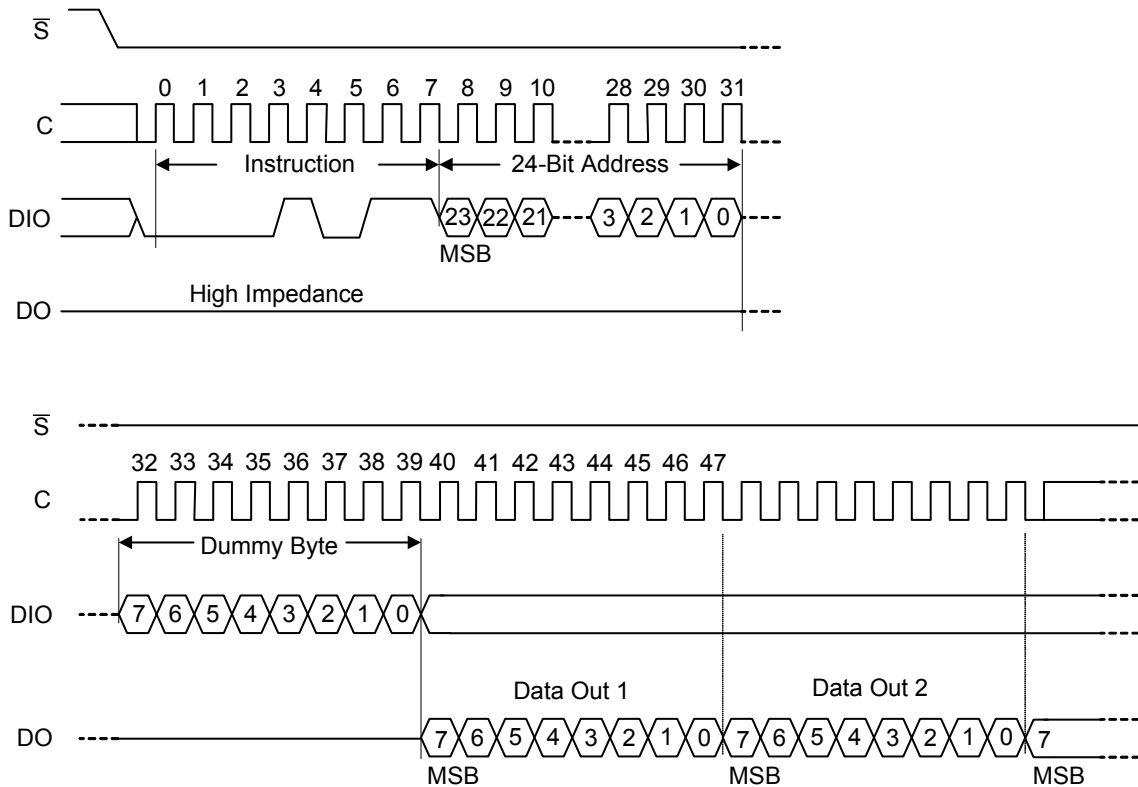 S̅
0 1 2 3 4 5 6 7 8 9 10 28 29 30 31
C
Instruction 24-Bit Address
DIO 23 22 21 3 2 1 0
MSB
High Impedance
DO
S̅
32 33 34 35 36 37 38 39 40 41 42 43 44 45 46 47
C
Dummy Byte
DIO 7 6 5 4 3 2 1 0
Data Out 1 Data Out 2
DO 7 6 5 4 3 2 1 0 7 6 5 4 3 2 1 0 7
MSB MSB MSB